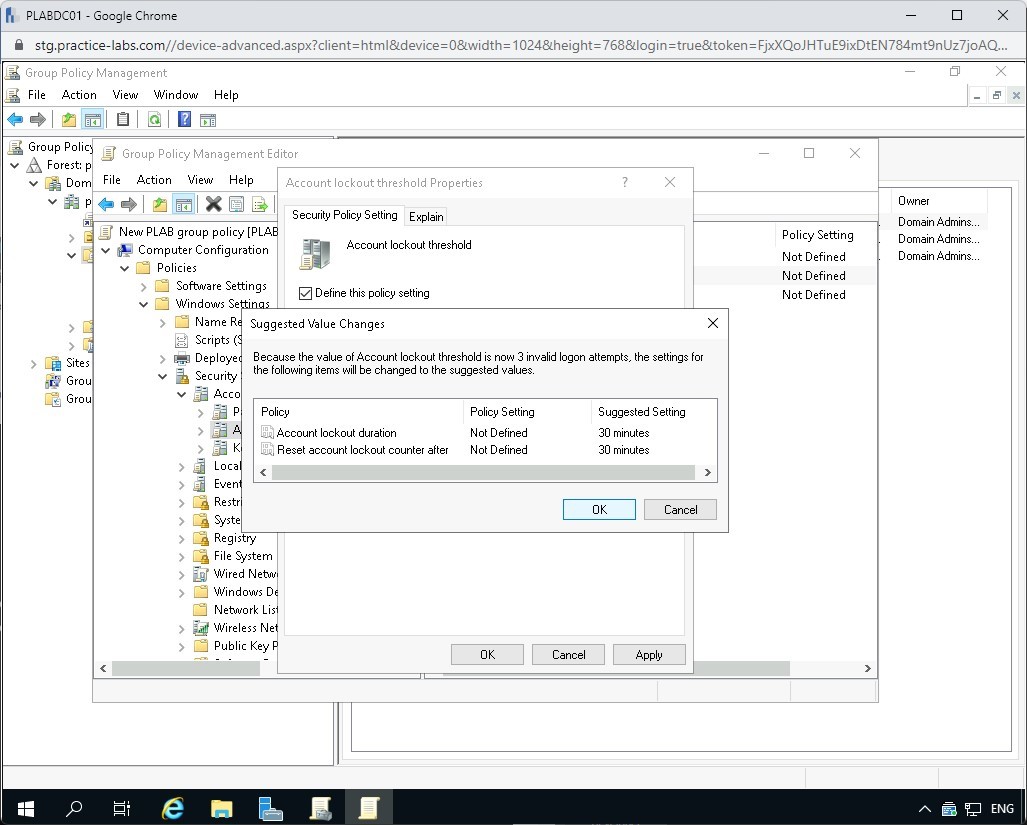 PLABDC01 - Google Chrome
stg.practice-labs.com//device-advanced.aspx?client=html&device=0&width=1024&height=768&login=true&token=FjxXQoJHTuE9ixDtEN784mt9nUz7joAQ...
Group Policy Management
File Action View Window Help
Group Policy
Forest: p
Dom
p
Sites
Grou
Grou
Owner
Domain Admins...
Domain Admins...
Domain Admins...
Group Policy Management Editor
File Action View Help
New PLAB group policy [PLAB
Computer Configuration
Policies
Software Settings
Windows Settings
Name Re
Scripts (S
Deployed
Security
Acco
P
A
K
Local
Event
Restri
Syste
Registry
File System
Wired Netw
Windows De
Network List
Wireless Net
Public Key P
Policy Setting
Not Defined
Not Defined
Not Defined
Account lockout threshold Properties
?
Security Policy Setting Explain
Account lockout threshold
Define this policy setting
OK Cancel Apply
Suggested Value Changes
Because the value of Account lockout threshold is now 3 invalid logon attempts, the settings for
the following items will be changed to the suggested values.
Policy Policy Setting Suggested Setting
Account lockout duration Not Defined 30 minutes
Reset account lockout counter after Not Defined 30 minutes
OK Cancel
ENG